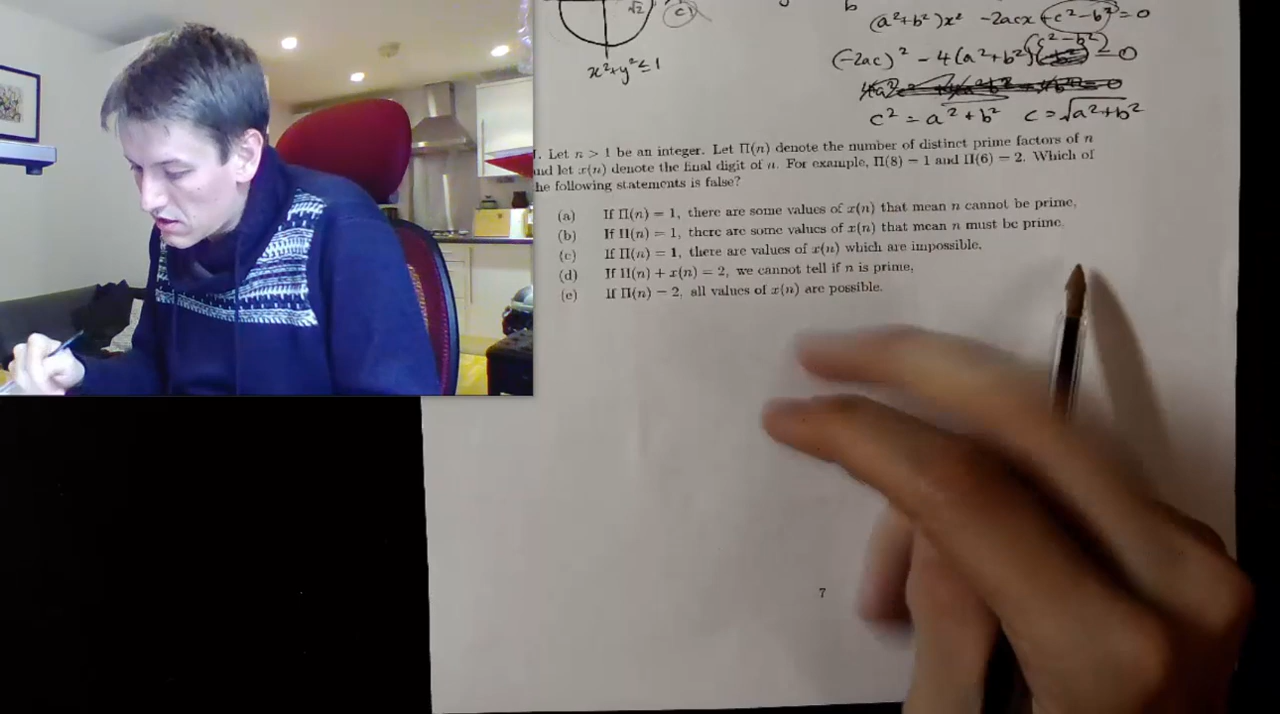 √2
c)
b
(a²+b²)x² -2acx +c²-b² =0
(-2ac)² - 4(a²+b²)(c²-b²) =0
x²+y²≤1
c² = a²+b² c = √a²+b²
. Let n > 1 be an integer. Let Π(n) denote the number of distinct prime factors of n
and let x(n) denote the final digit of n. For example, Π(8) = 1 and Π(6) = 2. Which of
he following statements is false?
(a) If Π(n) = 1, there are some values of x(n) that mean n cannot be prime,
(b) If Π(n) = 1, there are some values of x(n) that mean n must be prime,
(c) If Π(n) = 1, there are values of x(n) which are impossible,
(d) If Π(n) + x(n) = 2, we cannot tell if n is prime,
(e) If Π(n) = 2, all values of x(n) are possible.
7